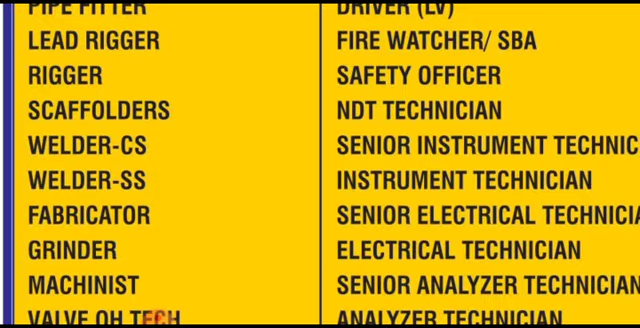 PIPE FITTER
DRIVER (LV)
LEAD RIGGER
FIRE WATCHER/ SBA
RIGGER
SAFETY OFFICER
SCAFFOLDERS
NDT TECHNICIAN
WELDER-CS
SENIOR INSTRUMENT TECHNIC
WELDER-SS
INSTRUMENT TECHNICIAN
FABRICATOR
SENIOR ELECTRICAL TECHNICIA
GRINDER
ELECTRICAL TECHNICIAN
MACHINIST
SENIOR ANALYZER TECHNICIAN
VALVE OH TECH
ANALYZER TECHNICIAN